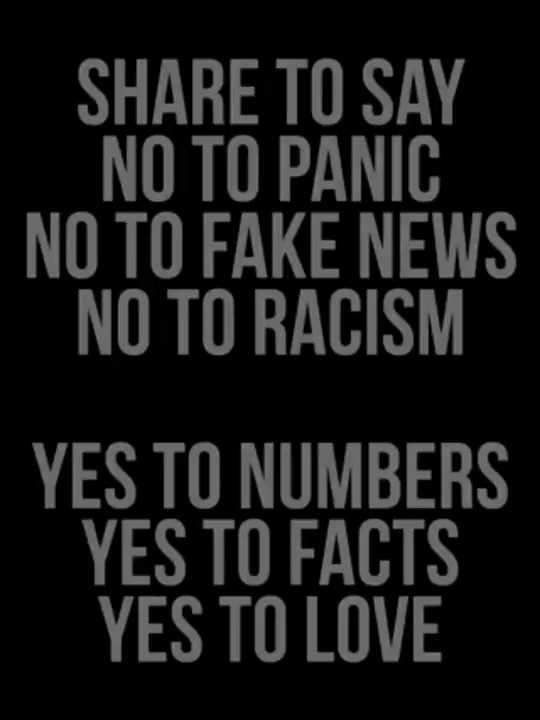 SHARE TO SAY
NO TO PANIC
NO TO FAKE NEWS
NO TO RACISM
YES TO NUMBERS
YES TO FACTS
YES TO LOVE